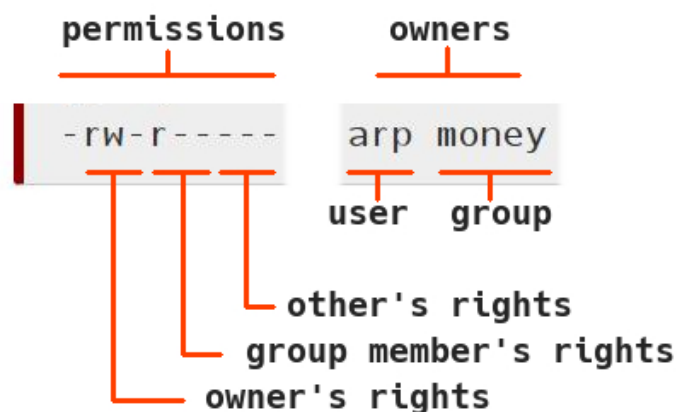 permissions owners
-rw-r----- arp money
user group
other's rights
group member's rights
owner's rights